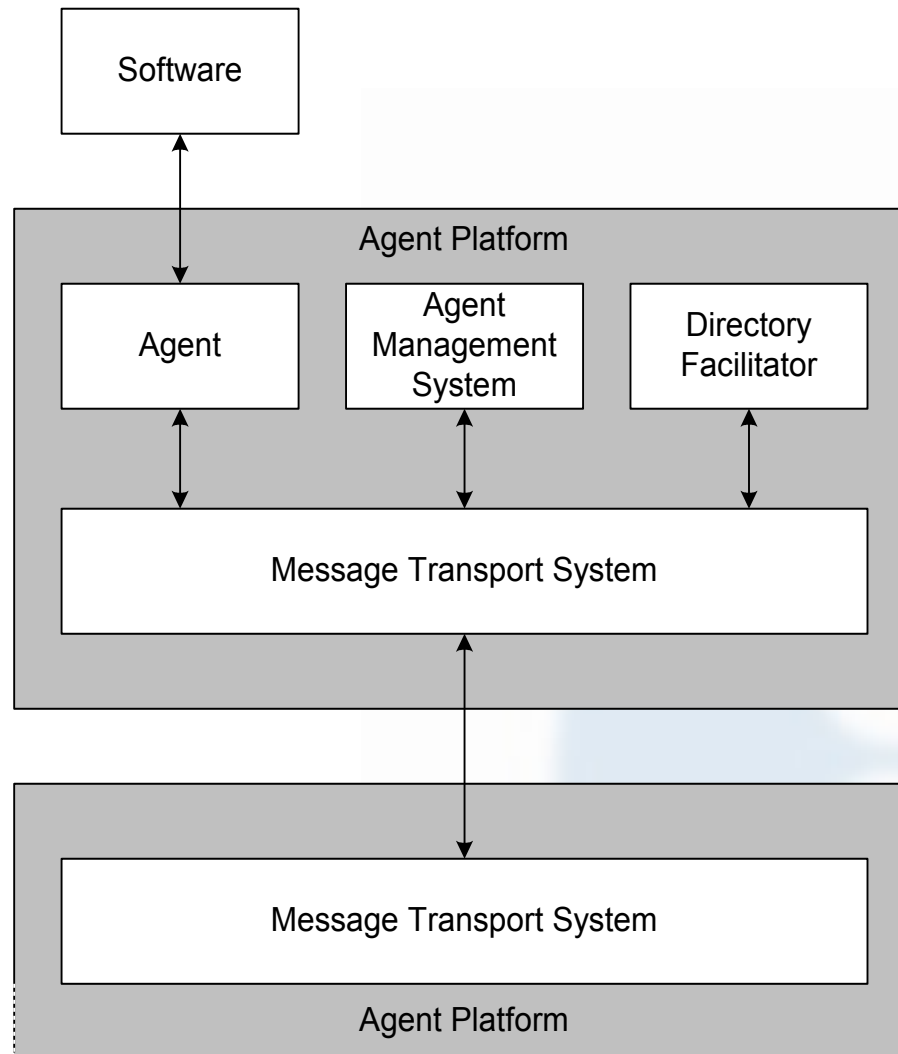 Software
Agent Platform
Agent
Agent
Management
System
Directory
Facilitator
Message Transport System
Message Transport System
Agent Platform